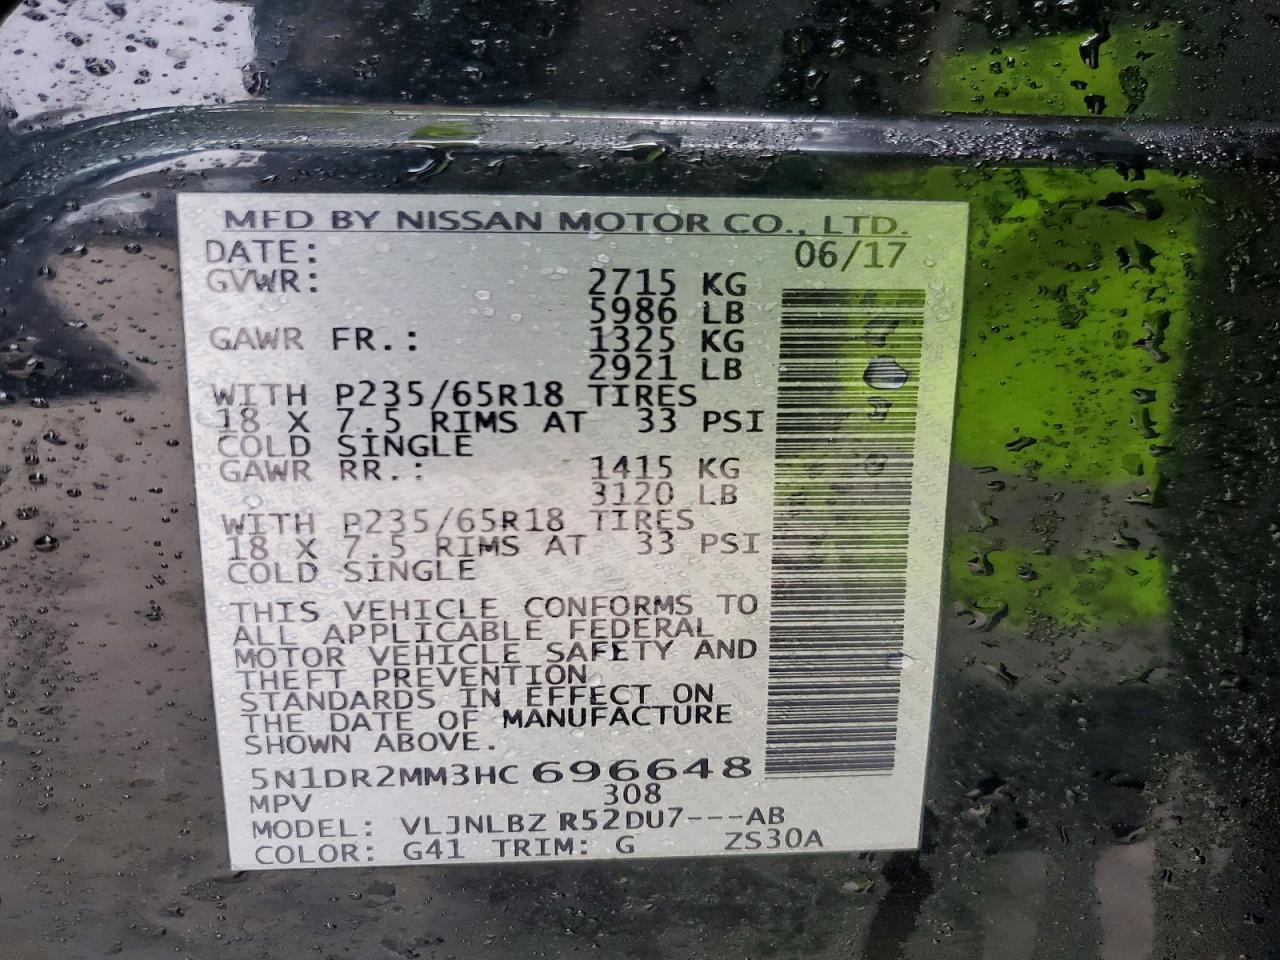 MFD BY NISSAN MOTOR CO., LTD.
DATE: 06/17
GVWR: 2715 KG
5986 LB
GAWR FR.: 1325 KG
2921 LB
WITH P235/65R18 TIRES
18 X 7.5 RIMS AT 33 PSI
COLD SINGLE
GAWR RR.: 1415 KG
3120 LB
WITH P235/65R18 TIRES
18 X 7.5 RIMS AT 33 PSI
COLD SINGLE
THIS VEHICLE CONFORMS TO
ALL APPLICABLE FEDERAL
MOTOR VEHICLE SAFETY AND
THEFT PREVENTION
STANDARDS IN EFFECT ON
THE DATE OF MANUFACTURE
SHOWN ABOVE.
5N1DR2MM3HC696648
MPV 308
MODEL: VLJNLBZ R52DU7---AB
COLOR: G41 TRIM: G ZS30A